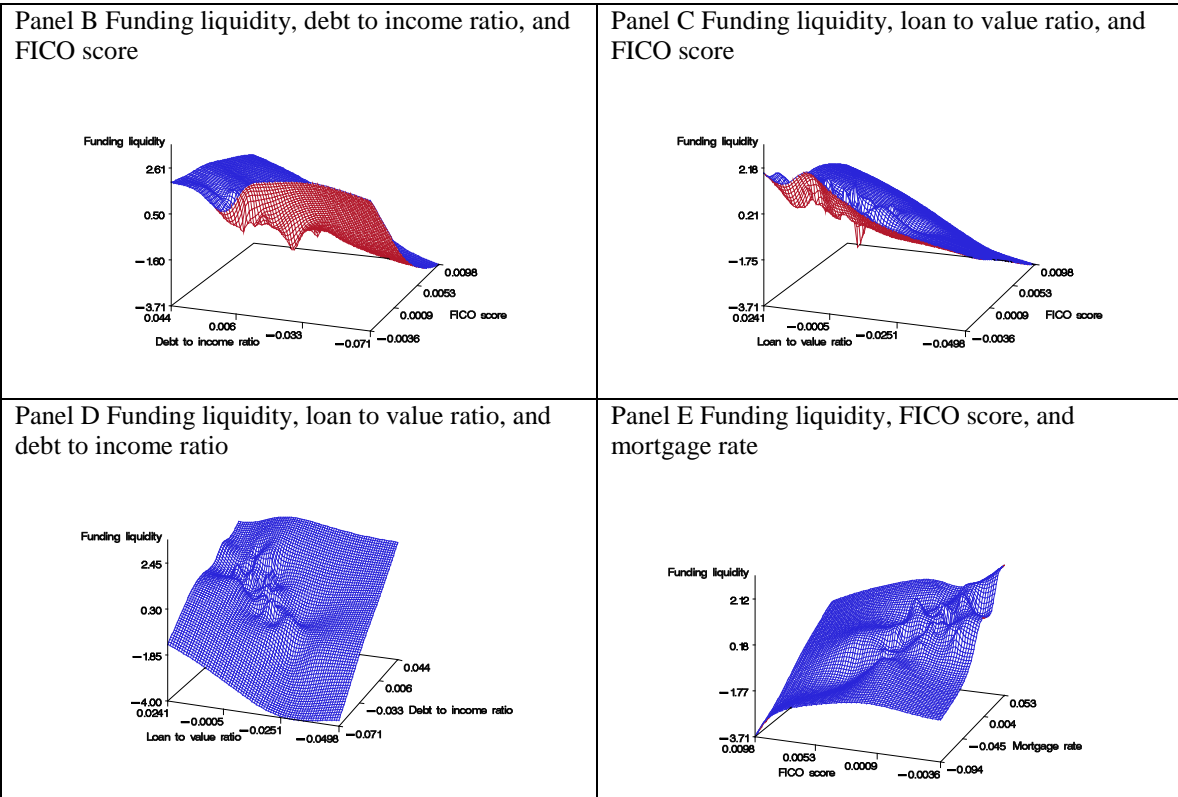 Panel B Funding liquidity, debt to income ratio, and
FICO score
Funding liquidity
2.61
0.50
−1.60
−3.71
0.044
0.006
−0.033
−0.071
Debt to income ratio
−0.0036
0.0009
0.0053
0.0098
FICO score
Panel C Funding liquidity, loan to value ratio, and
FICO score
Funding liquidity
2.18
0.21
−1.75
−3.71
0.0241
−0.0005
−0.0251
−0.0498
Loan to value ratio
−0.0036
0.0009
0.0053
0.0098
FICO score
Panel D Funding liquidity, loan to value ratio, and
debt to income ratio
Funding liquidity
2.45
0.30
−1.85
−4.00
0.0241
−0.0005
−0.0251
−0.0498
Loan to value ratio
−0.071
−0.033
0.006
0.044
Debt to income ratio
Panel E Funding liquidity, FICO score, and
mortgage rate
Funding liquidity
2.12
0.18
−1.77
−3.71
0.0098
0.0053
0.0009
−0.0036
FICO score
−0.094
−0.045
0.004
0.053
Mortgage rate